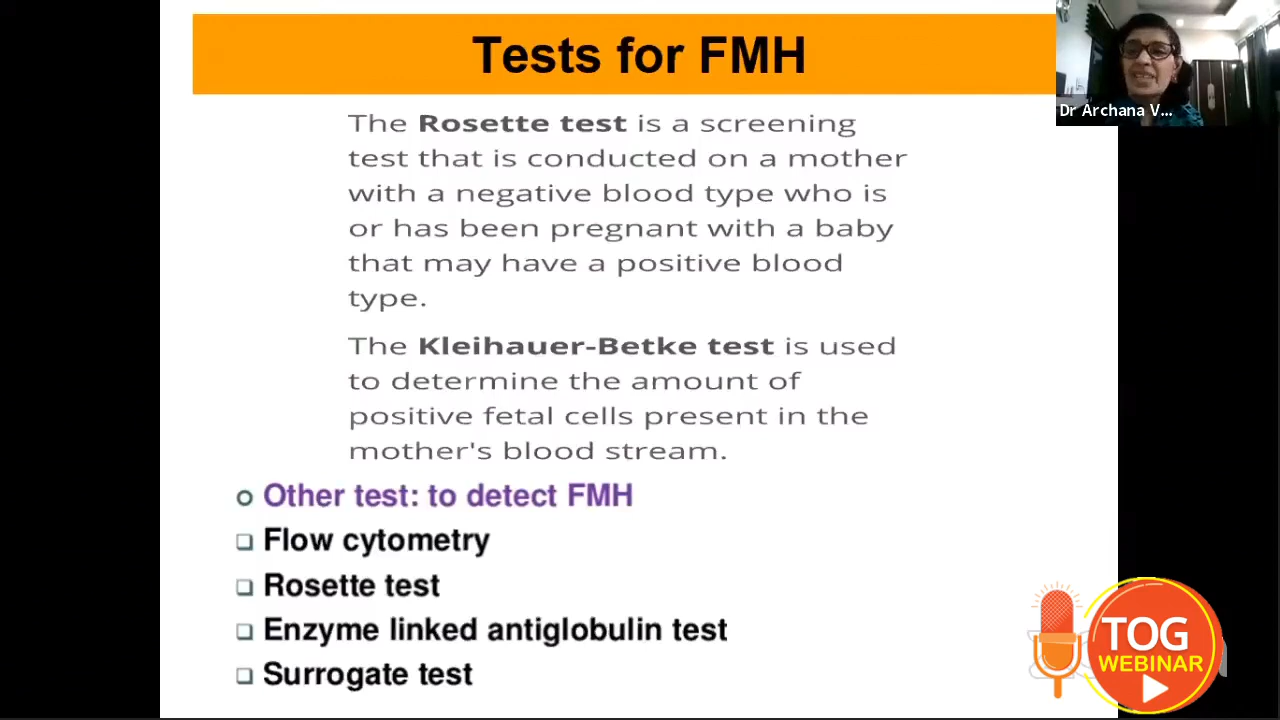 Tests for FMH
Dr Archana V...
The Rosette test is a screening
test that is conducted on a mother
with a negative blood type who is
or has been pregnant with a baby
that may have a positive blood
type.
The Kleihauer-Betke test is used
to determine the amount of
positive fetal cells present in the
mother's blood stream.
Other test: to detect FMH
Flow cytometry
Rosette test
Enzyme linked antiglobulin test
Surrogate test
TOG
WEBINAR